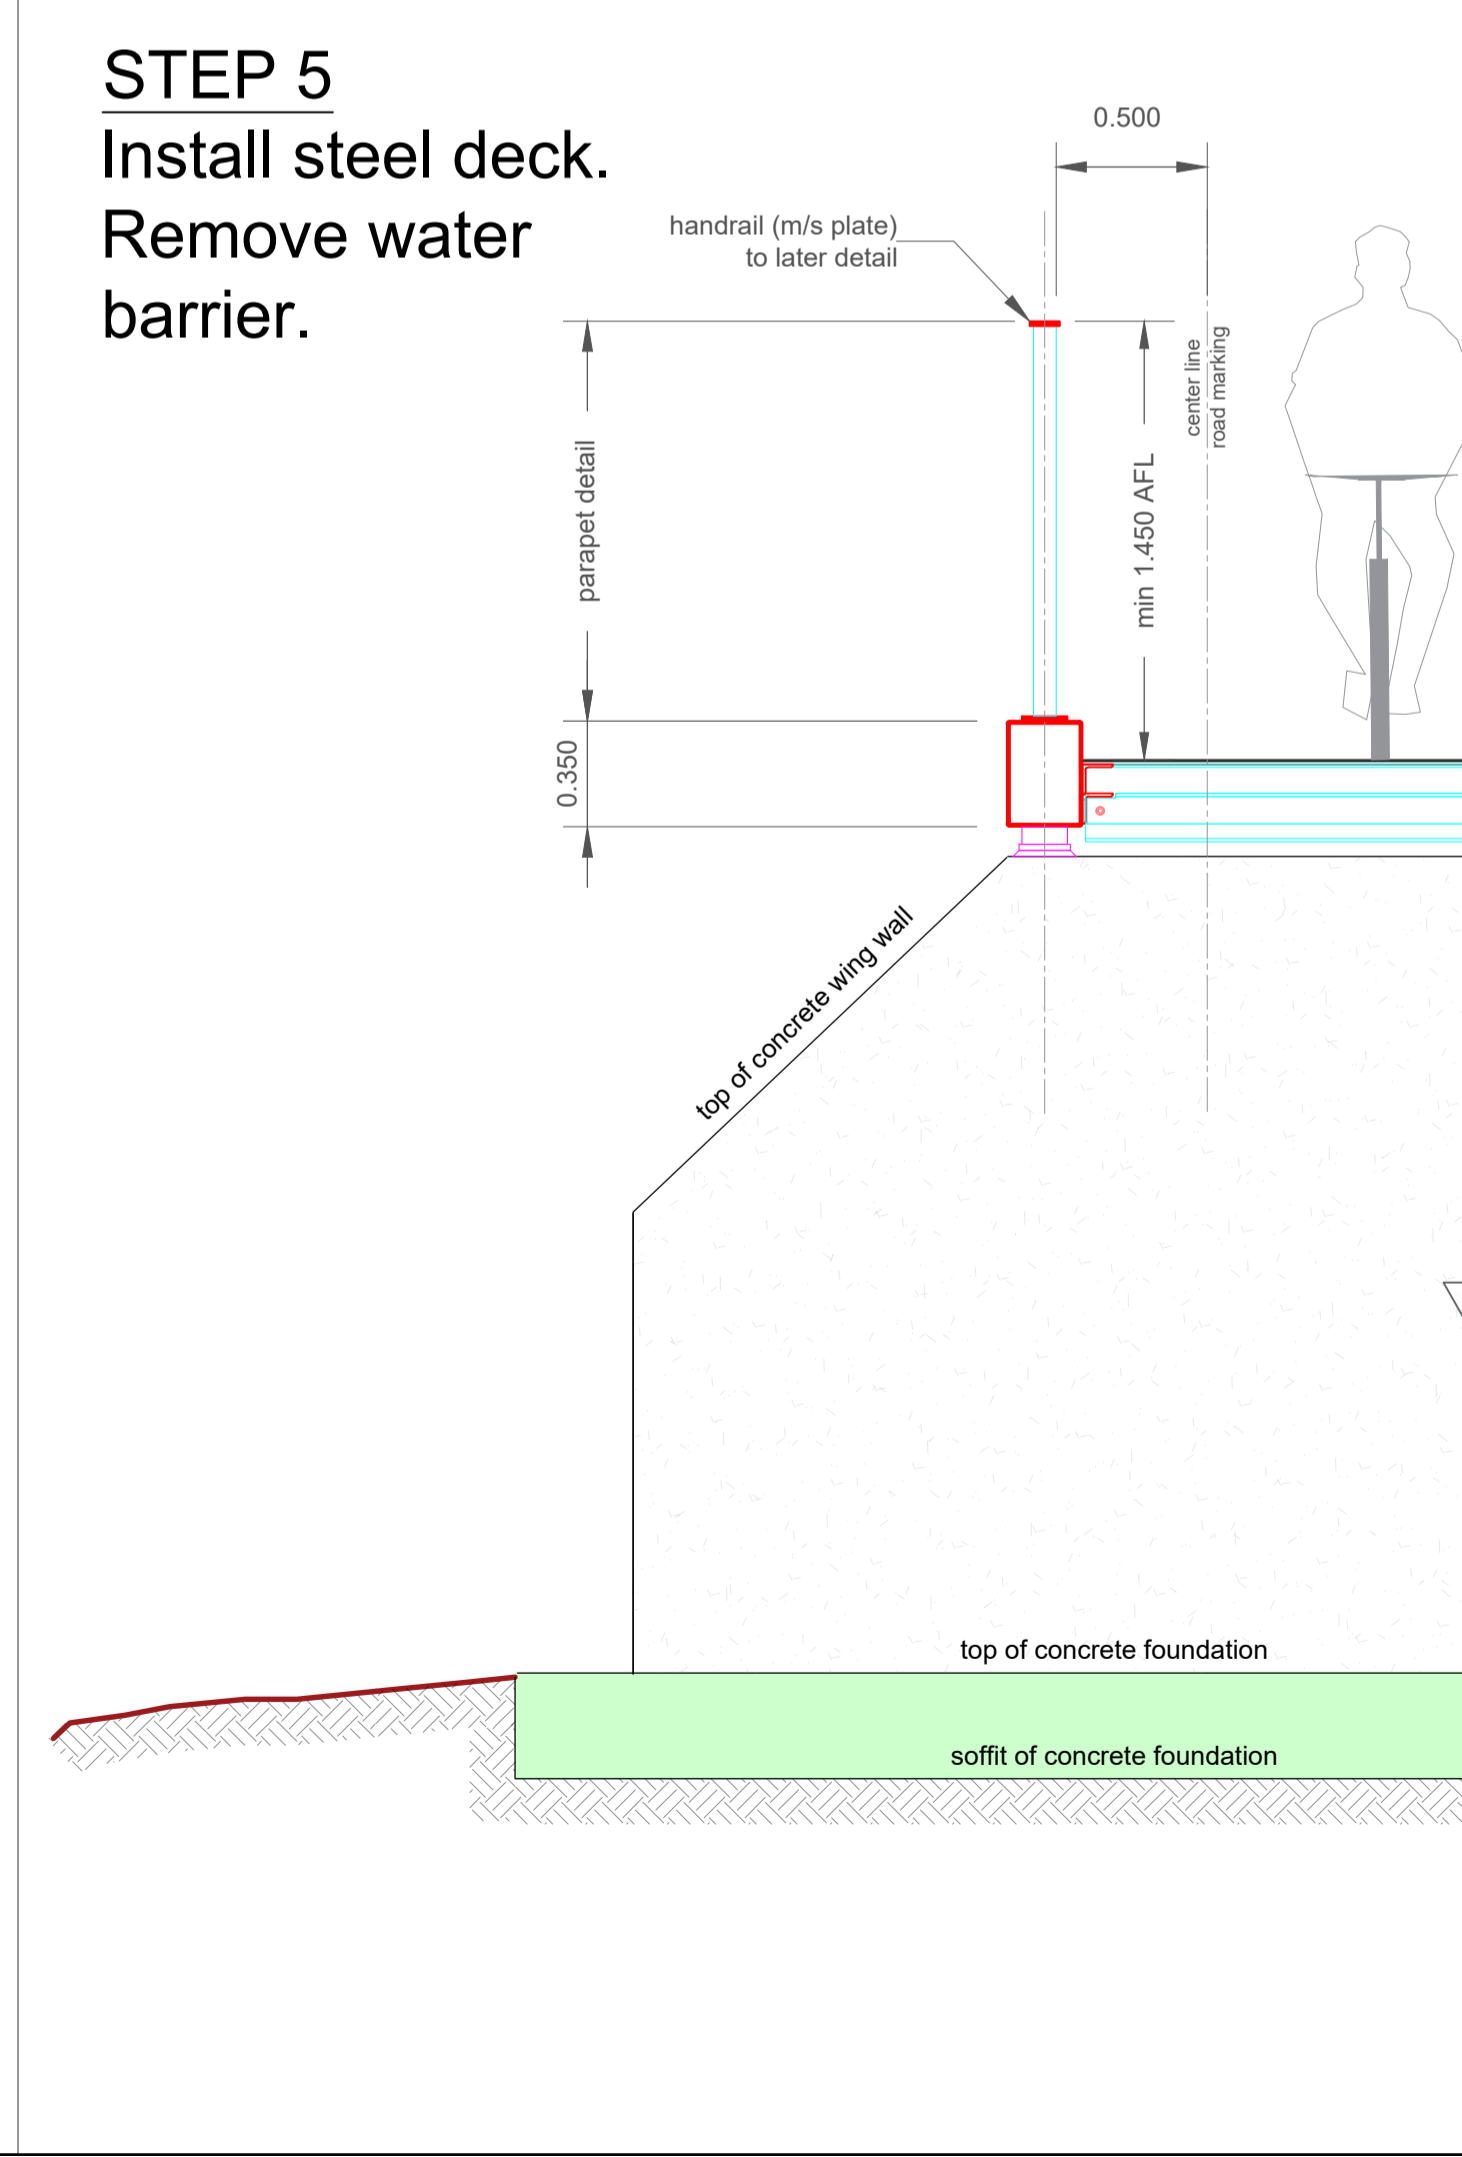 STEP 5
Install steel deck.
Remove water
barrier.
0.500
handrail (m/s plate)
to later detail
center line
road marking
parapet detail
min 1.450 AFL
0.350
top of concrete wing wall
top of concrete foundation
soffit of concrete foundation